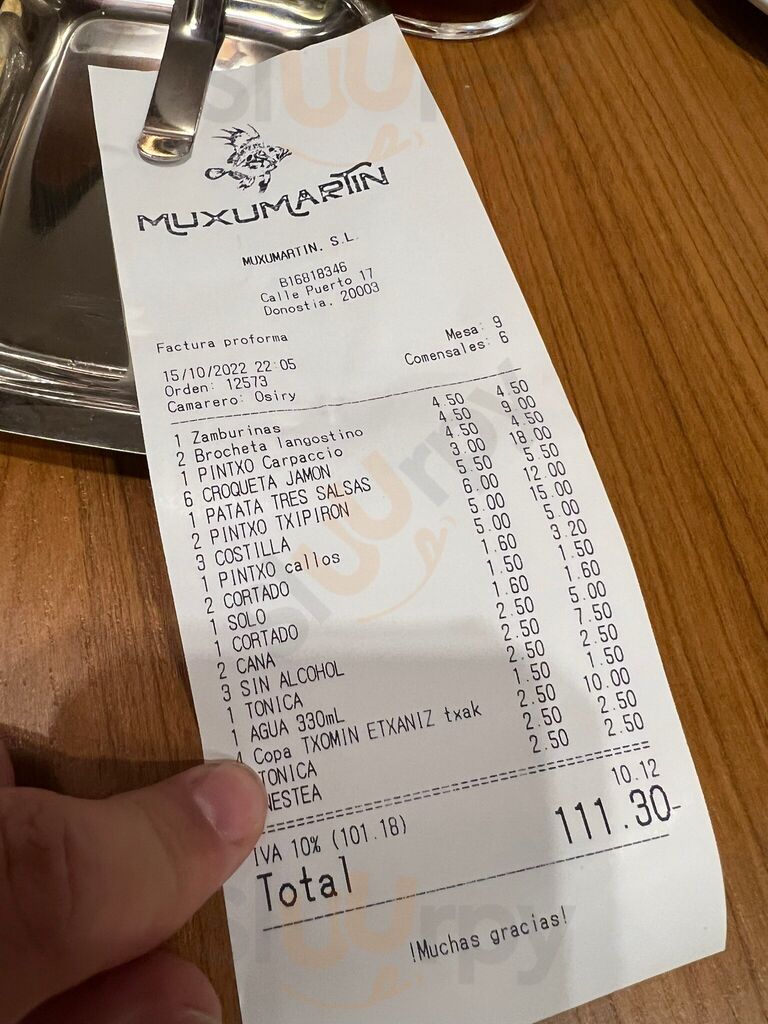 MUXUMARTIN
MUXUMARTIN, S.L.
B16818346
Calle Puerto 17
Donostia, 20003
Factura proforma
Mesa: 9
15/10/2022 22:05
Comensales: 6
Orden: 12573
Camarero: Osiry
1 Zamburinas 4.50 4.50
2 Brocheta langostino 4.50 9.00
1 PINTXO Carpaccio 4.50 4.50
6 CROQUETA JAMON 3.00 18.00
1 PATATA TRES SALSAS 5.50 5.50
2 PINTXO TXIPIRON 6.00 12.00
3 COSTILLA 5.00 15.00
1 PINTXO callos 5.00 5.00
2 CORTADO 1.60 3.20
1 SOLO 1.50 1.50
1 CORTADO 1.60 1.60
2 CANA 2.50 5.00
3 SIN ALCOHOL 2.50 7.50
1 TONICA 2.50 2.50
1 AGUA 330mL 1.50 1.50
4 Copa TXOMIN ETXANIZ txak 2.50 10.00
TONICA 2.50 2.50
NESTEA 2.50 2.50
IVA 10% (101.18) 10.12
Total 111.30-
!Muchas gracias!
sluurpy
sluurpy
sluurpy